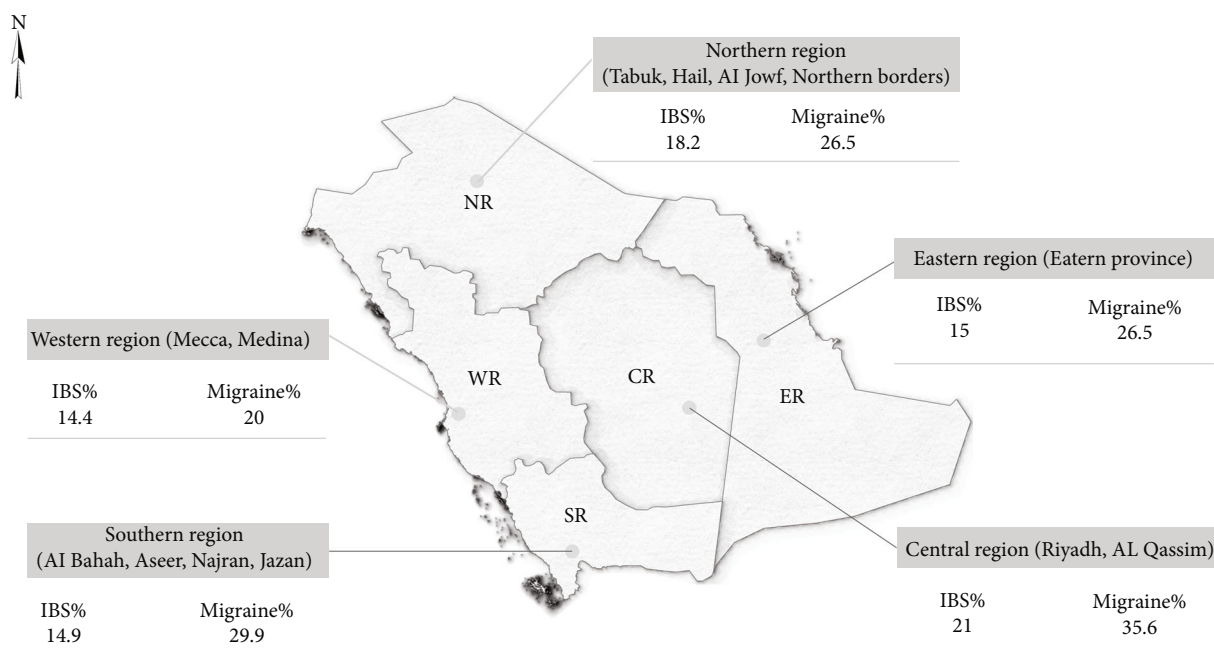 N
Northern region
(Tabuk, Hail, AI Jowf, Northern borders)
IBS% Migraine%
18.2 26.5
NR
Eastern region (Eatern province)
IBS% Migraine%
15 26.5
Western region (Mecca, Medina)
IBS% Migraine%
14.4 20
WR
CR
ER
SR
Southern region
(AI Bahah, Aseer, Najran, Jazan)
IBS% Migraine%
14.9 29.9
Central region (Riyadh, AL Qassim)
IBS% Migraine%
21 35.6